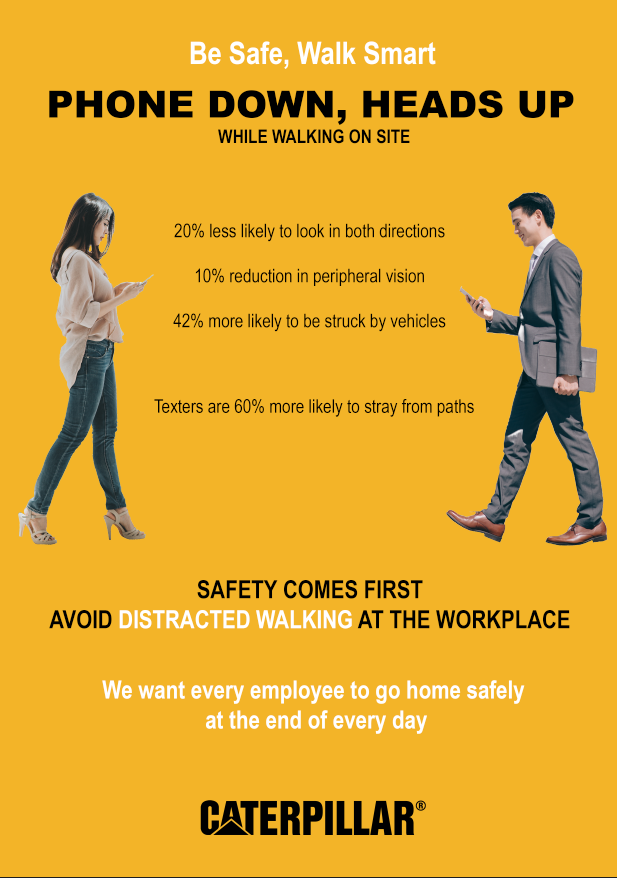 Be Safe, Walk Smart
PHONE DOWN, HEADS UP
WHILE WALKING ON SITE
20% less likely to look in both directions
10% reduction in peripheral vision
42% more likely to be struck by vehicles
Texters are 60% more likely to stray from paths
SAFETY COMES FIRST
AVOID DISTRACTED WALKING AT THE WORKPLACE
We want every employee to go home safely
at the end of every day
CATERPILLAR®